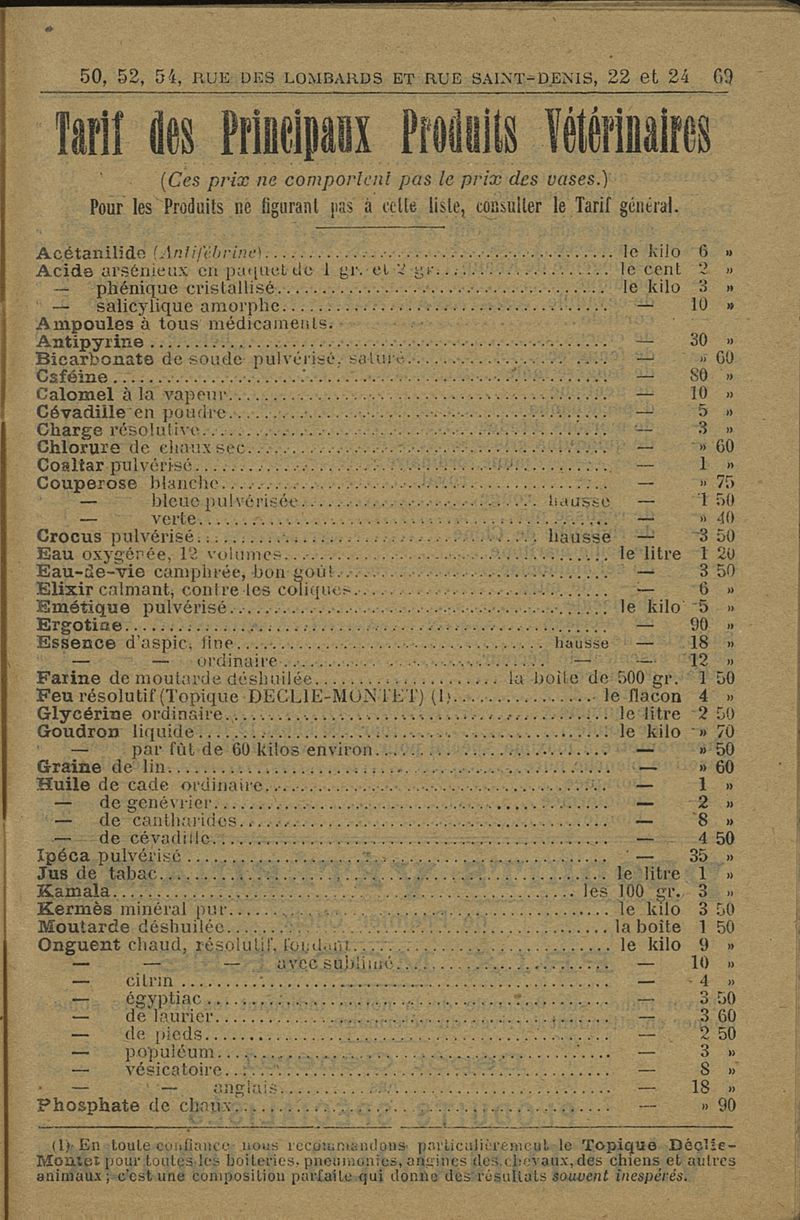 50, 52, 54, RUE DES LOMBARDS ET RUE SAINT-DENIS, 22 et 24 69
Tarif des Principaux Produits Vétérinaires
(Ces prix ne comportent pas le prix des vases.)
Pour les Produits ne figurant pas à cette liste, consulter le Tarif général.
Acétanilide (Antifébrine).......... le kilo 6 »
Acide arsénieux en paquet de 1 gr. et 2 gr.......... le cent 2 »
— phénique cristallisé.......... le kilo 3 »
— salicylique amorphe.......... — 10 »
Ampoules à tous médicaments.
Antipyrine.......... — 30 »
Bicarbonate de soude pulvérisé, saturé.......... — » 60
Caféine.......... — 80 »
Calomel à la vapeur.......... — 10 »
Cévadille en poudre.......... — 5 »
Charge résolutive.......... — 3 »
Chlorure de chaux sec.......... — » 60
Coaltar pulvérisé.......... — 1 »
Couperose blanche.......... — » 75
— bleue pulvérisée.......... hausse — 1 50
— verte.......... — » 40
Crocus pulvérisé.......... hausse — 3 50
Eau oxygénée, 12 volumes.......... le litre 1 20
Eau-de-vie camphrée, bon goût.......... — 3 50
Elixir calmant, contre les coliques.......... — 6 »
Emétique pulvérisé.......... le kilo 5 »
Ergotine.......... — 90 »
Essence d'aspic, fine.......... hausse — 18 »
— — ordinaire.......... — — 12 »
Farine de moutarde déshuilée.......... la boîte de 500 gr. 1 50
Feu résolutif (Topique DECLIE-MONTET) (1).......... le flacon 4 »
Glycérine ordinaire.......... le litre 2 50
Goudron liquide.......... le kilo » 70
— par fût de 60 kilos environ.......... — » 50
Graine de lin.......... — » 60
Huile de cade ordinaire.......... — 1 »
— de genévrier.......... — 2 »
— de cantharides.......... — 8 »
— de cévadille.......... — 4 50
Ipéca pulvérisé.......... — 35 »
Jus de tabac.......... le litre 1 »
Kamala.......... les 100 gr. 3 »
Kermès minéral pur.......... le kilo 3 50
Moutarde déshuilée.......... la boîte 1 50
Onguent chaud, résolutif, fondant.......... le kilo 9 »
— — — avec sublimé.......... — 10 »
— citrin.......... — 4 »
— égyptiac.......... — 3 50
— de laurier.......... — 3 60
— de pieds.......... — 2 50
— populéum.......... — 3 »
— vésicatoire.......... — 8 »
— — anglais.......... — 18 »
Phosphate de chaux.......... — » 90
(1) En toute confiance nous recommandons particulièrement le Topique Déclie-
Montet pour toutes les boiteries, pneumonies, angines des chevaux, des chiens et autres
animaux ; c'est une composition parfaite qui donne des résultats souvent inespérés.